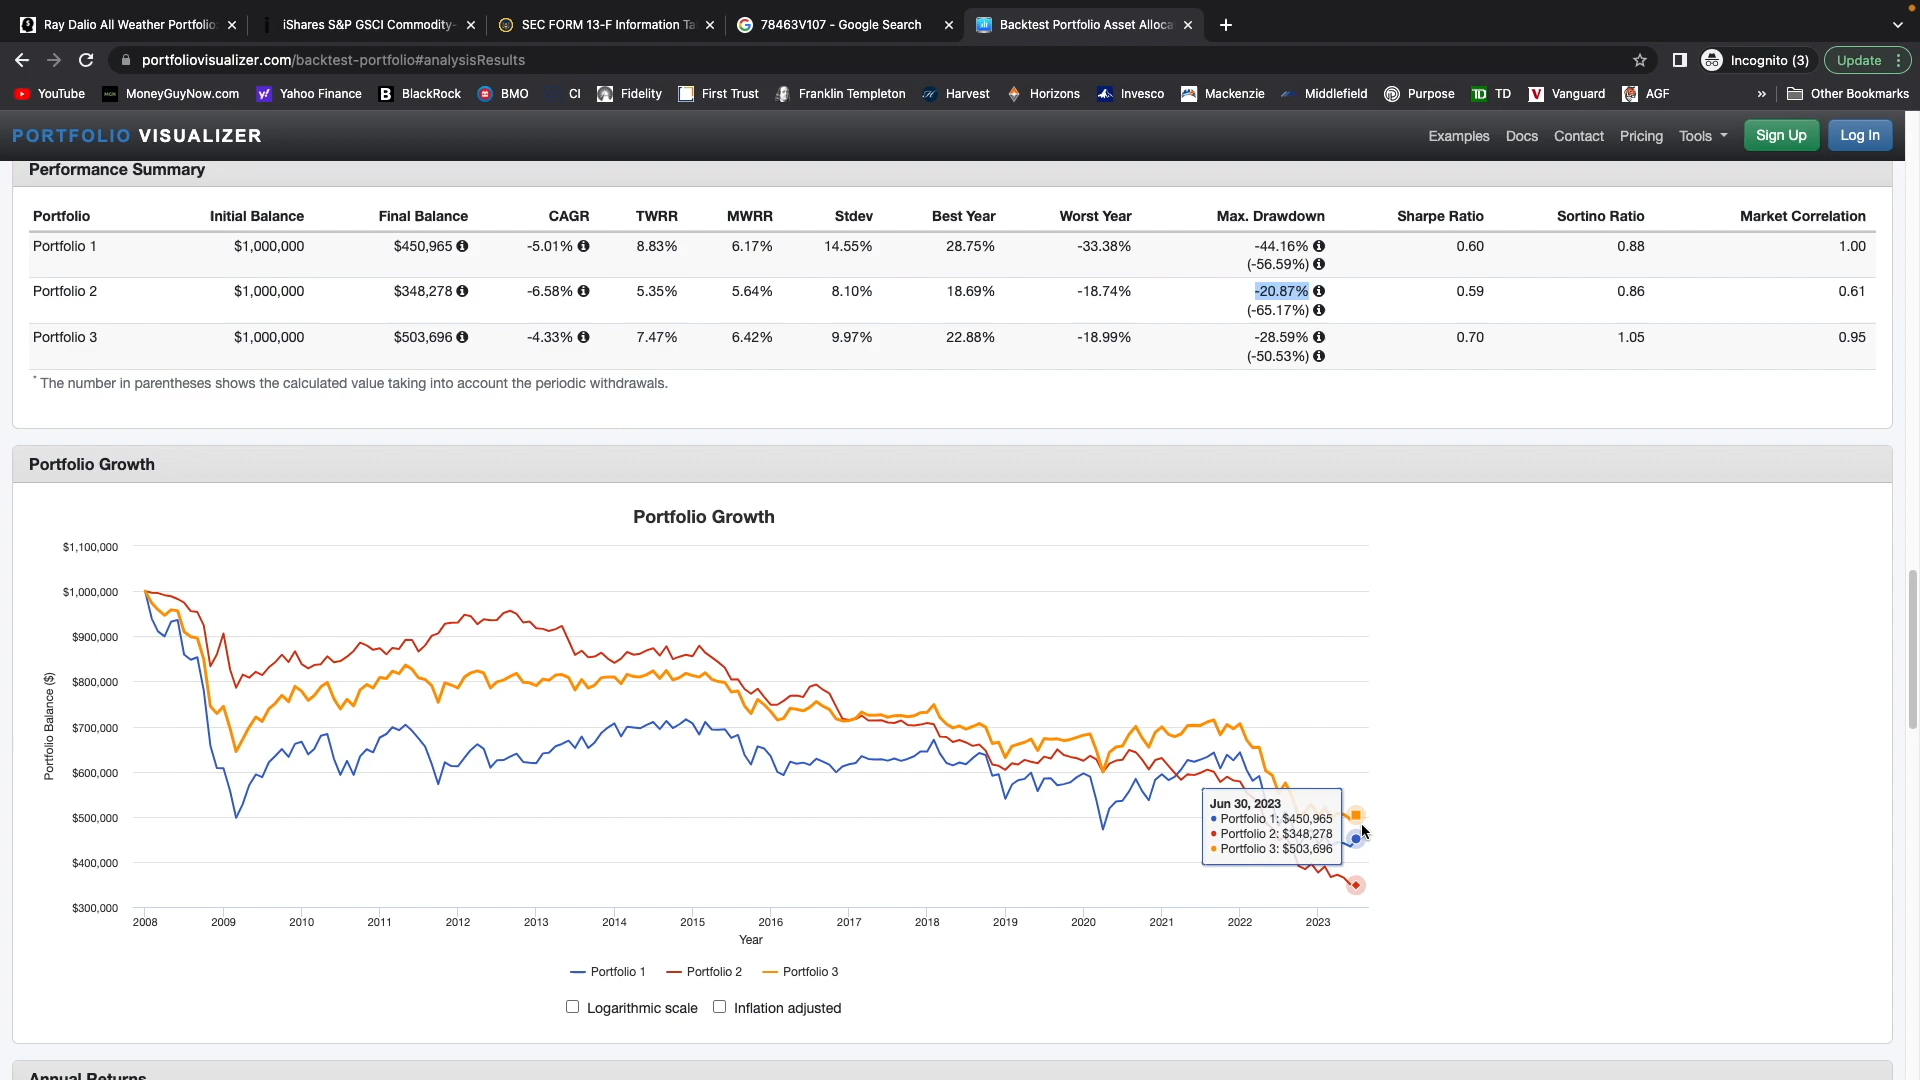 Ray Dalio All Weather Portfolio
iShares S&P GSCI Commodity-
SEC FORM 13-F Information Ta
78463V107 - Google Search
Backtest Portfolio Asset Alloca
portfoliovisualizer.com/backtest-portfolio#analysisResults
Incognito (3)
Update
YouTube
MoneyGuyNow.com
Yahoo Finance
BlackRock
BMO
CI
Fidelity
First Trust
Franklin Templeton
Harvest
Horizons
Invesco
Mackenzie
Middlefield
Purpose
TD
Vanguard
AGF
»
Other Bookmarks
PORTFOLIO VISUALIZER
Examples Docs Contact Pricing Tools Sign Up Log In
Performance Summary
Portfolio Initial Balance Final Balance CAGR TWRR MWRR Stdev Best Year Worst Year Max. Drawdown Sharpe Ratio Sortino Ratio Market Correlation
Portfolio 1 $1,000,000 $450,965 -5.01% 8.83% 6.17% 14.55% 28.75% -33.38% -44.16% 0.60 0.88 1.00
(-56.59%)
Portfolio 2 $1,000,000 $348,278 -6.58% 5.35% 5.64% 8.10% 18.69% -18.74% -20.87% 0.59 0.86 0.61
(-65.17%)
Portfolio 3 $1,000,000 $503,696 -4.33% 7.47% 6.42% 9.97% 22.88% -18.99% -28.59% 0.70 1.05 0.95
(-50.53%)
* The number in parentheses shows the calculated value taking into account the periodic withdrawals.
Portfolio Growth
Portfolio Growth
Portfolio Balance ($)
$1,100,000
$1,000,000
$900,000
$800,000
$700,000
$600,000
$500,000
$400,000
$300,000
Jun 30, 2023
Portfolio 1: $450,965
Portfolio 2: $348,278
Portfolio 3: $503,696
2008 2009 2010 2011 2012 2013 2014 2015 2016 2017 2018 2019 2020 2021 2022 2023
Year
Portfolio 1 Portfolio 2 Portfolio 3
Logarithmic scale Inflation adjusted
Annual Returns